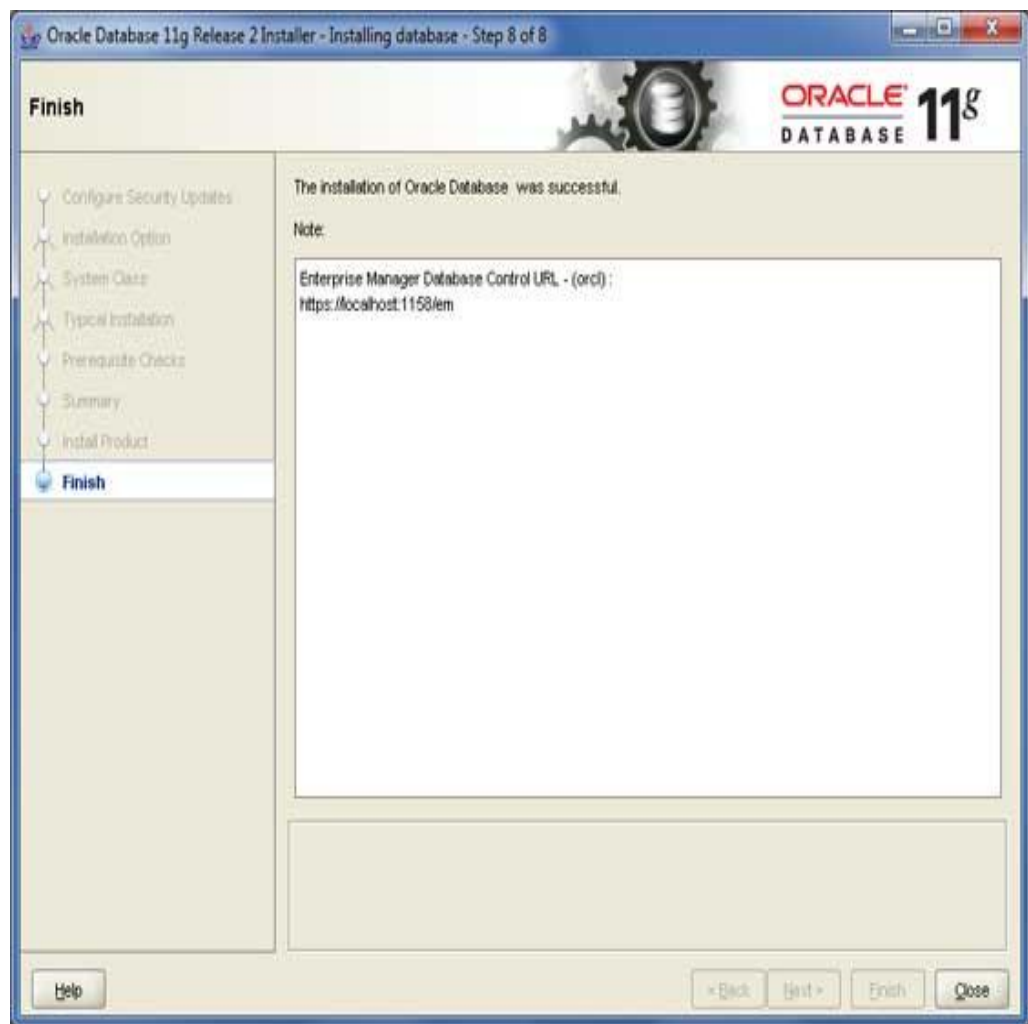 Oracle Database 11g Release 2 Installer - Installing database - Step 8 of 8
Finish
ORACLE
DATABASE
11g
Configure Security Updates
Installation Option
System Class
Typical Installation
Prerequisite Checks
Summary
Install Product
Finish
The installation of Oracle Database was successful.
Note:
Enterprise Manager Database Control URL - (orcl) :
https://localhost:1158/em
Help
< Back
Next >
Finish
Close